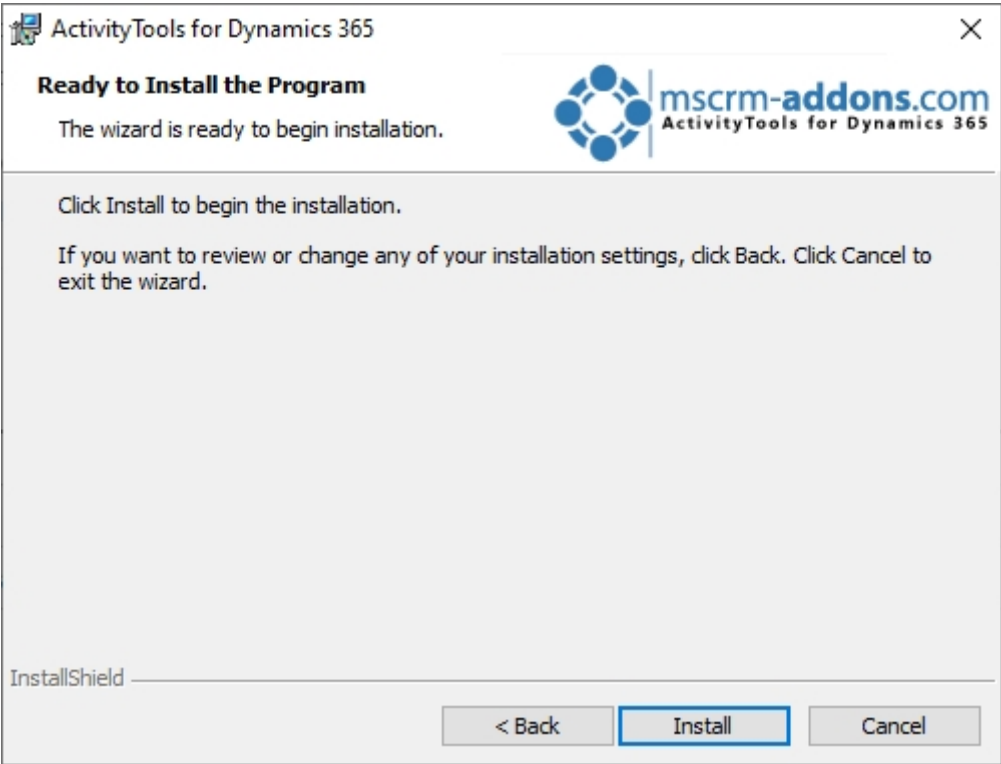 ActivityTools for Dynamics 365
Ready to Install the Program
The wizard is ready to begin installation.
mscrm-addons.com
ActivityTools for Dynamics 365
Click Install to begin the installation.
If you want to review or change any of your installation settings, click Back. Click Cancel to
exit the wizard.
InstallShield
< Back
Install
Cancel